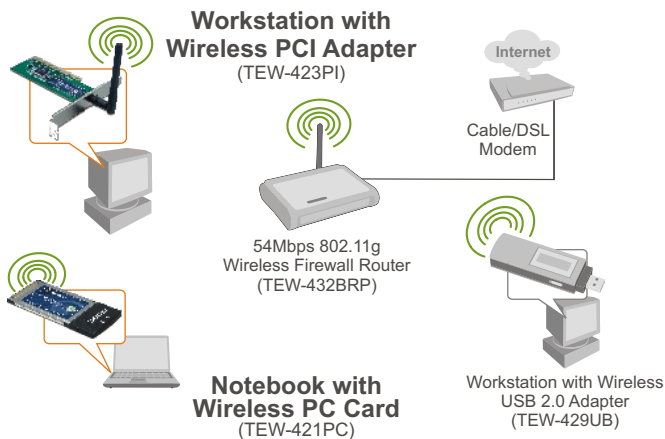 Workstation with
Wireless PCI Adapter
(TEW-423PI)
Internet
Cable/DSL
Modem
54Mbps 802.11g
Wireless Firewall Router
(TEW-432BRP)
Notebook with
Wireless PC Card
(TEW-421PC)
Workstation with Wireless
USB 2.0 Adapter
(TEW-429UB)